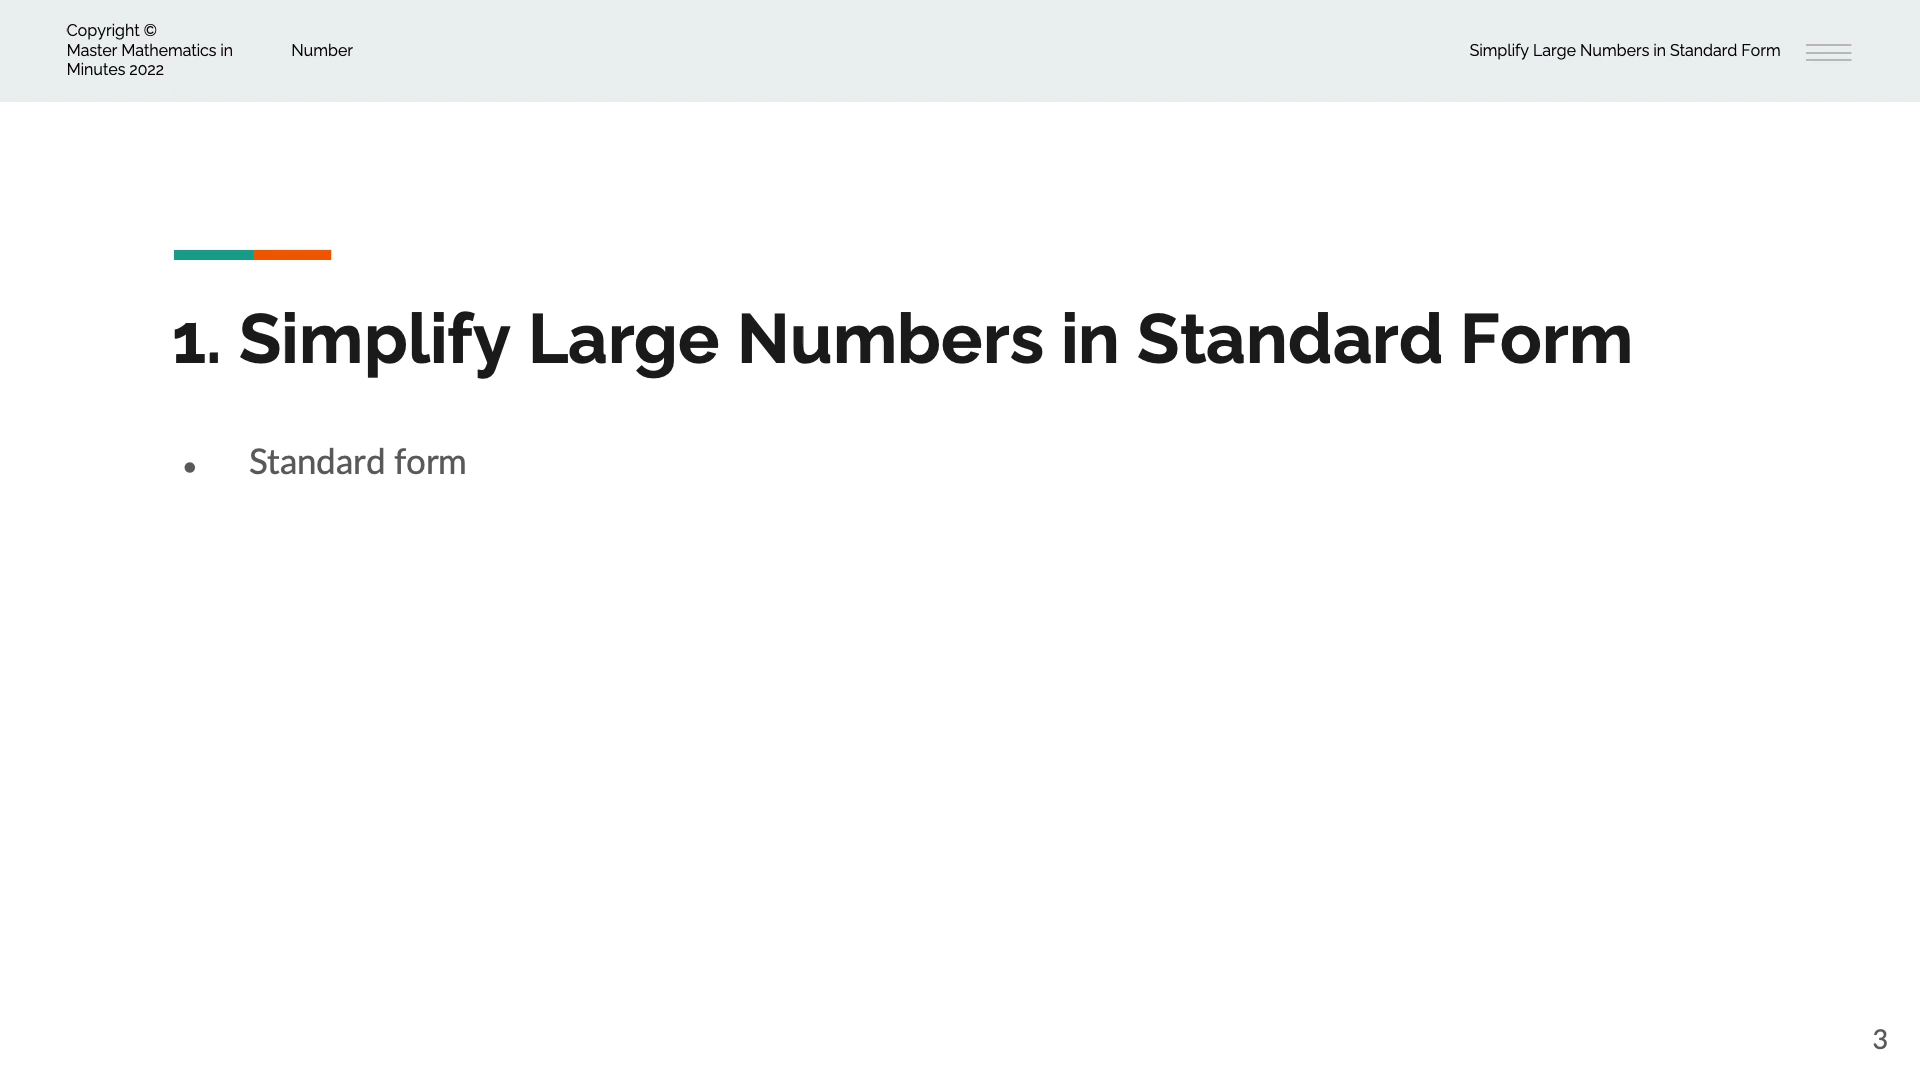 Copyright ©
Master Mathematics in
Minutes 2022
Number
Simplify Large Numbers in Standard Form
1. Simplify Large Numbers in Standard Form
● Standard form
3